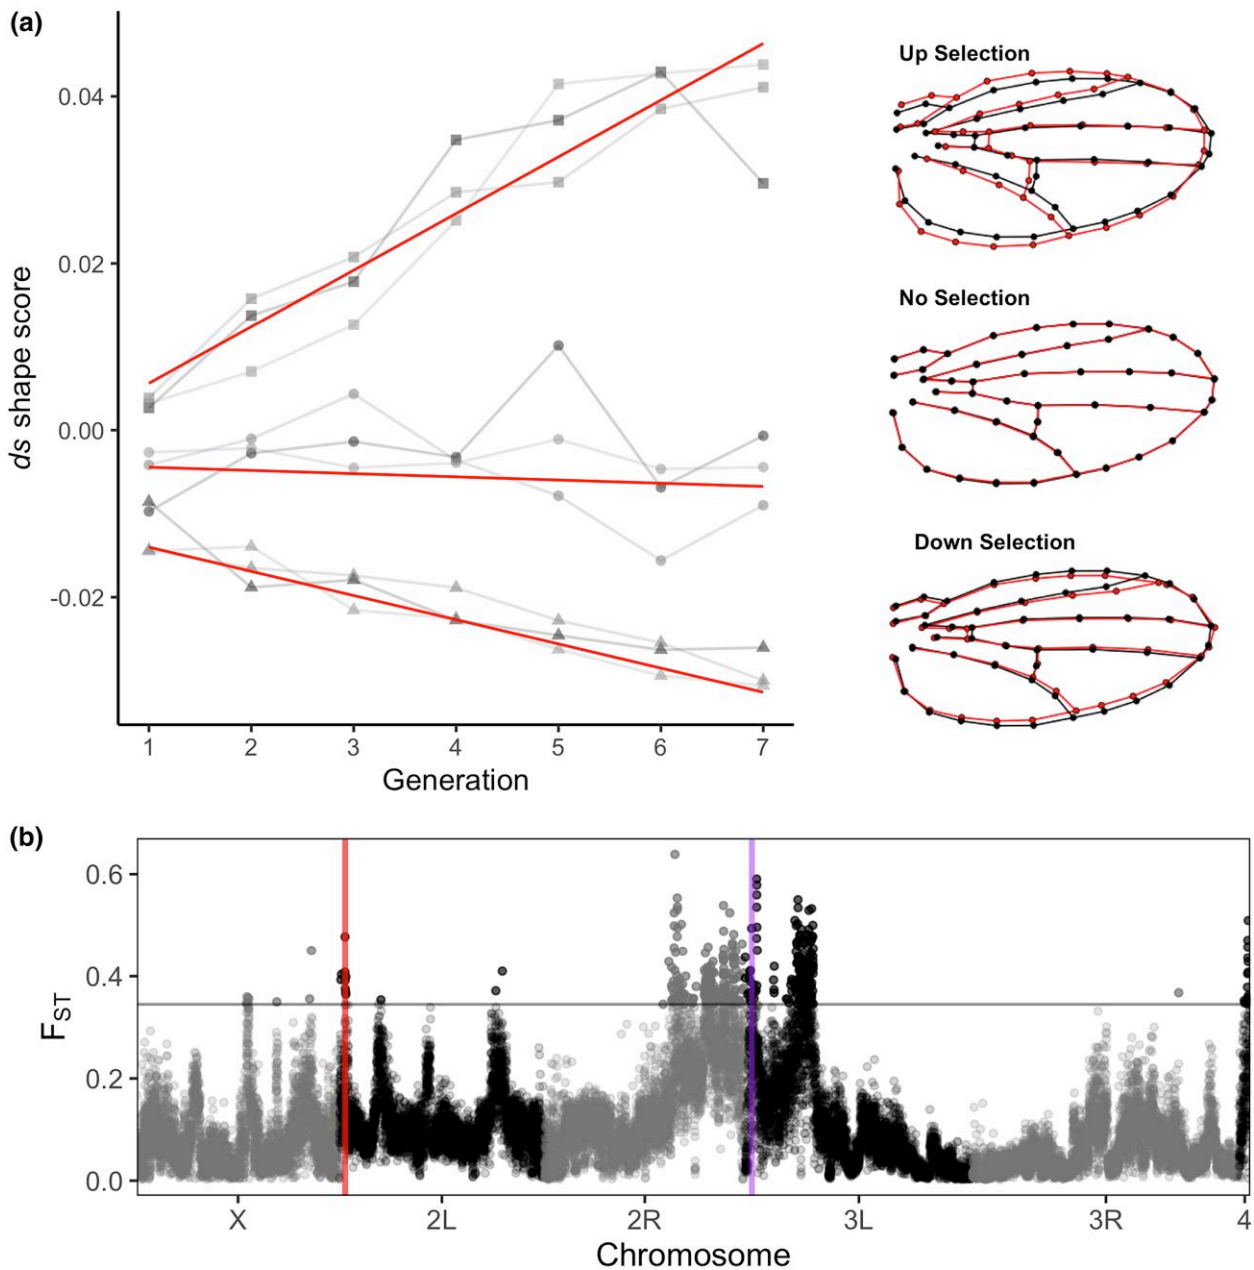 (a)
0.04
0.02
0.00
-0.02
ds shape score
1 2 3 4 5 6 7
Generation
Up Selection
No Selection
Down Selection
(b)
0.6
0.4
0.2
0.0
FST
X 2L 2R 3L 3R 4
Chromosome